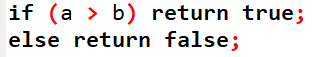 if (a > b) return true;
else return false;